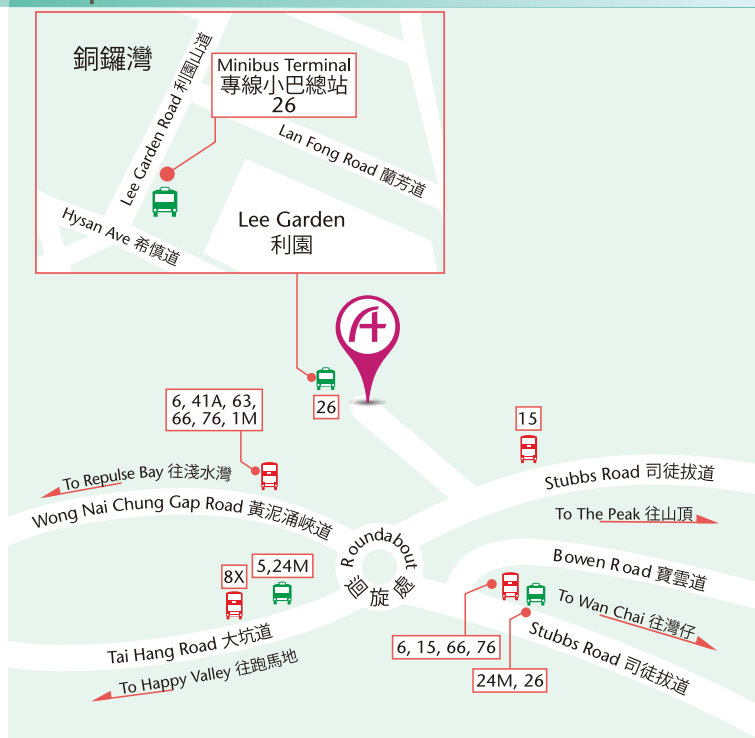 銅鑼灣
Minibus Terminal
專線小巴總站
26
Lee Garden Road 利園山道
Lan Fong Road 蘭芳道
Hysan Ave 希慎道
Lee Garden
利園
26
6, 41A, 63,
66, 76, 1M
15
To Repulse Bay 往淺水灣
Wong Nai Chung Gap Road 黃泥涌峽道
Stubbs Road 司徒拔道
To The Peak 往山頂
Roundabout
迴旋處
Bowen Road 寶雲道
8X
5,24M
To Wan Chai 往灣仔
Tai Hang Road 大坑道
6, 15, 66, 76
Stubbs Road 司徒拔道
To Happy Valley 往跑馬地
24M, 26